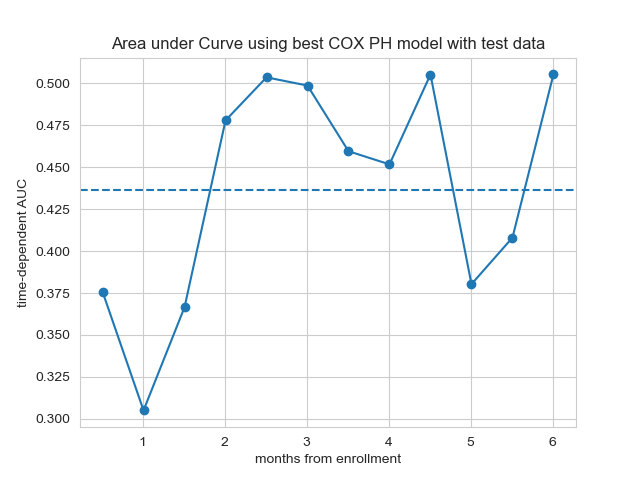 Area under Curve using best COX PH model with test data
time-dependent AUC
0.500
0.475
0.450
0.425
0.400
0.375
0.350
0.325
0.300
1 2 3 4 5 6
months from enrollment